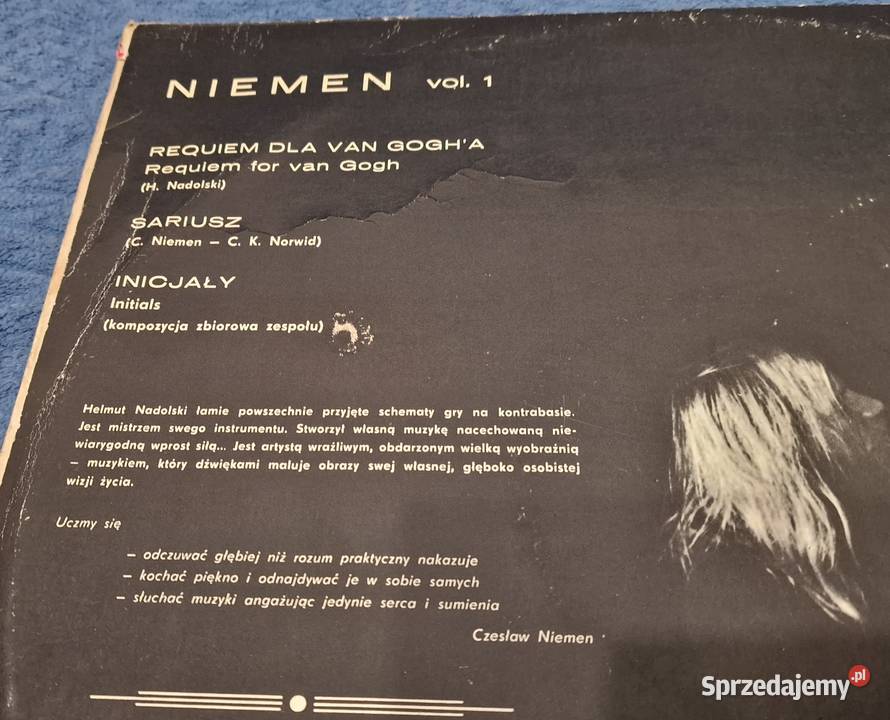 NIEMEN vol. 1
REQUIEM DLA VAN GOGH'A
Requiem for van Gogh
(H. Nadolski)
SARIUSZ
(C. Niemen – C. K. Norwid)
INICJAŁY
Initials
(kompozycja zbiorowa zespołu)
Helmut Nadolski łamie powszechnie przyjęte schematy gry na kontrabasie.
Jest mistrzem swego instrumentu. Stworzył własną muzykę nacechowaną nie-
wiarygodną wprost siłą... Jest artystą wrażliwym, obdarzonym wielką wyobraźnią
– muzykiem, który dźwiękami maluje obrazy swej własnej, głęboko osobistej
wizji życia.
Uczmy się
– odczuwać głębiej niż rozum praktyczny nakazuje
– kochać piękno i odnajdywać je w sobie samych
– słuchać muzyki angażując jedynie serca i sumienia
Czesław Niemen
Sprzedajemy.pl